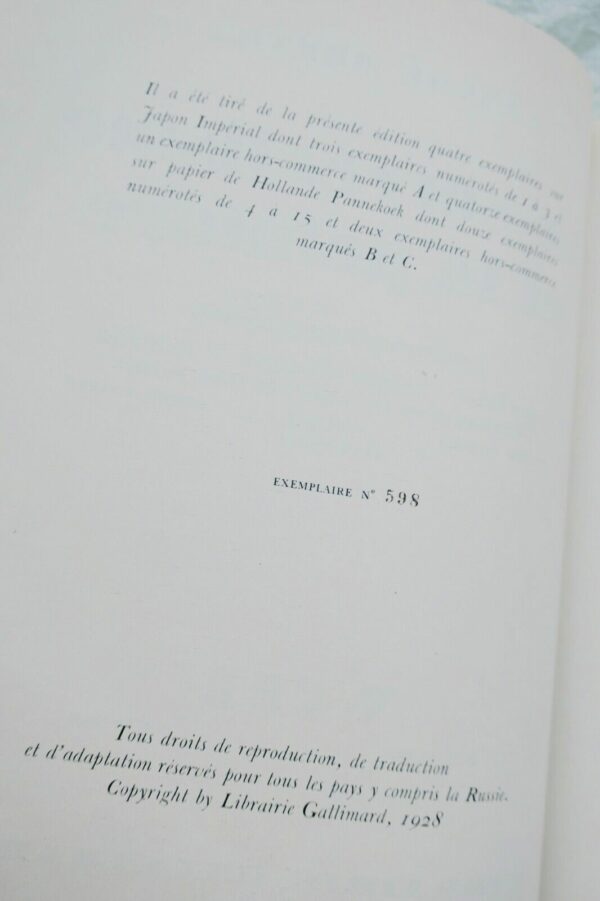 Il a été tiré de la présente édition quatre exemplaires sur
Japon Impérial dont trois exemplaires numérotés de 1 à 3 et
un exemplaire hors-commerce marqué A et quatorze exemplaires
sur papier de Hollande Pannekoek dont douze exemplaires
numérotés de 4 à 15 et deux exemplaires hors-commerce
marqués B et C.
EXEMPLAIRE N° 598
Tous droits de reproduction, de traduction
et d'adaptation réservés pour tous les pays y compris la Russie.
Copyright by Librairie Gallimard, 1928